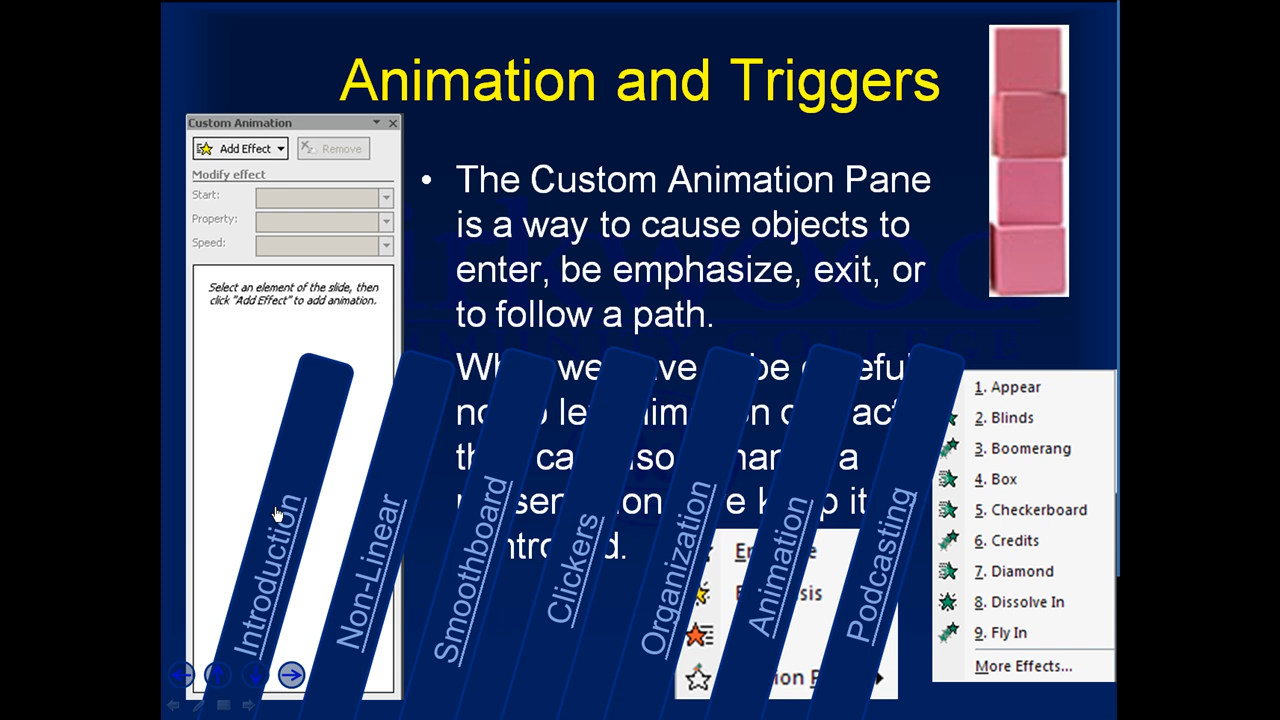 Animation and Triggers
Custom Animation
Add Effect
Remove
Modify effect
Start:
Property:
Speed:
Select an element of the slide, then
click "Add Effect" to add animation.
• The Custom Animation Pane
is a way to cause objects to
enter, be emphasize, exit, or
to follow a path.
be
it
Introduction
Non-Linear
Smoothboard
Clickers
Organization
Animation
Podcasting
1. Appear
2. Blinds
3. Boomerang
4. Box
5. Checkerboard
6. Credits
7. Diamond
8. Dissolve In
9. Fly In
More Effects...